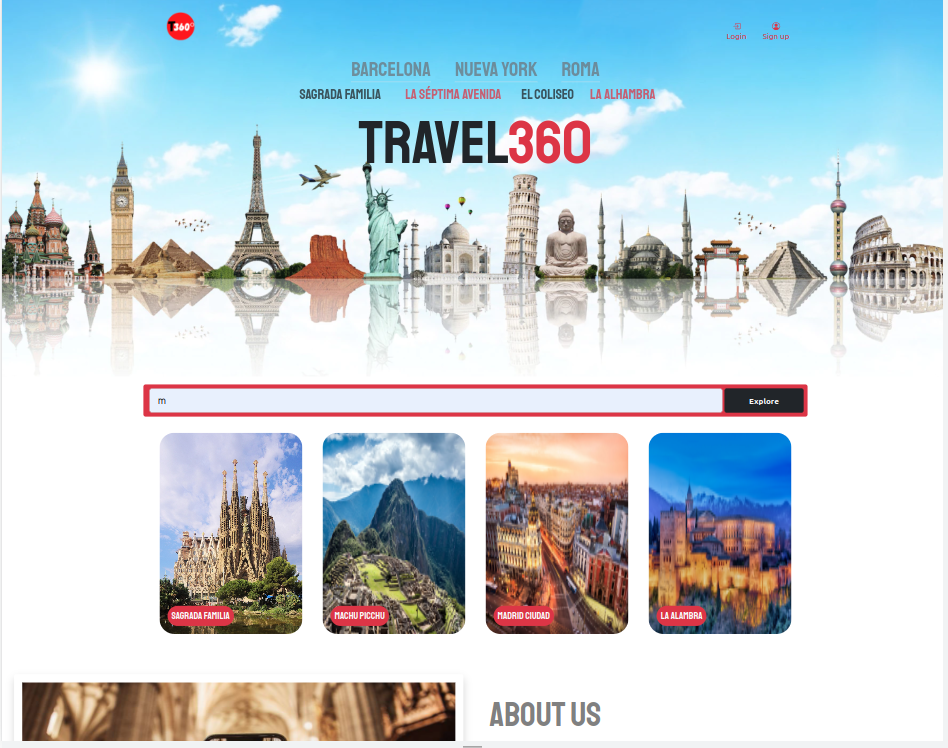 T360°
Login Sign up
BARCELONA NUEVA YORK ROMA
SAGRADA FAMILIA LA SÉPTIMA AVENIDA EL COLISEO LA ALHAMBRA
TRAVEL360
m Explore
SAGRADA FAMILIA MACHU PICCHU MADRID CIUDAD LA ALAMBRA
ABOUT US